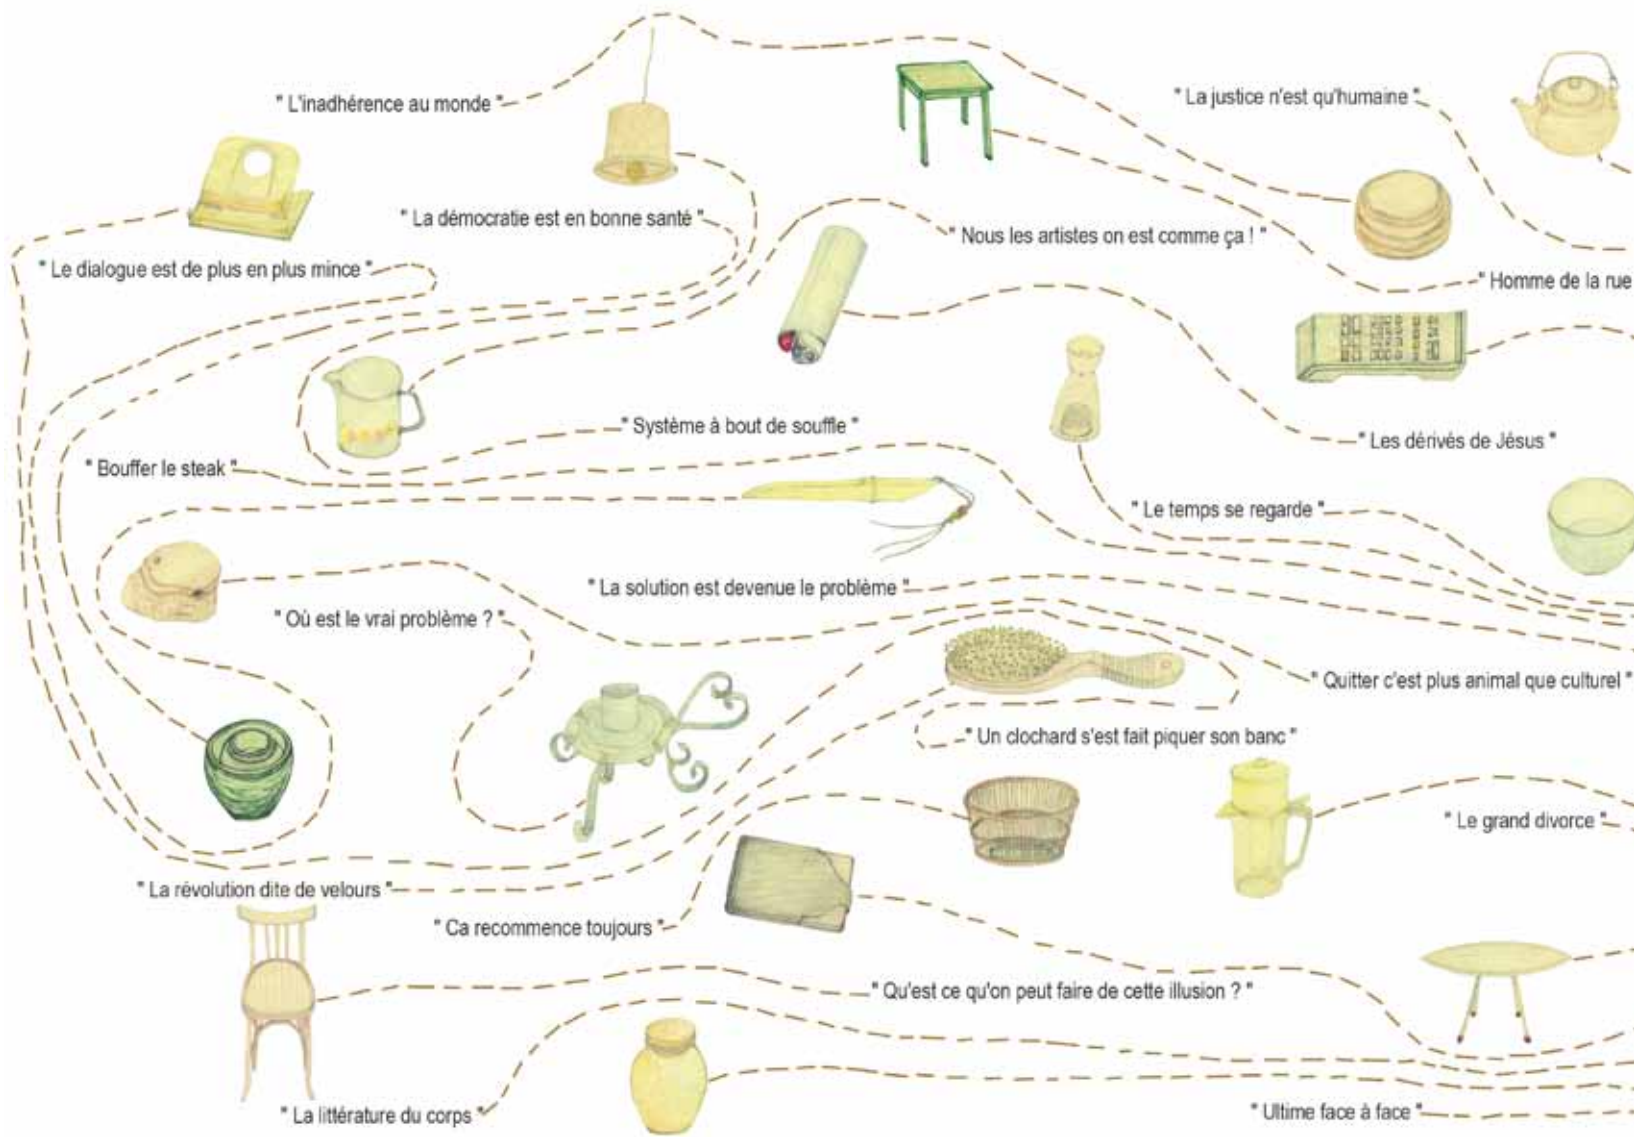 " L'inadhérence au monde "
" La justice n'est qu'humaine "
" La démocratie est en bonne santé "
" Nous les artistes on est comme ça ! "
" Le dialogue est de plus en plus mince "
" Homme de la rue
" Système à bout de souffle "
" Les dérivés de Jésus "
" Bouffer le steak "
" Le temps se regarde "
" La solution est devenue le problème "
" Où est le vrai problème ? "
" Quitter c'est plus animal que culturel "
" Un clochard s'est fait piquer son banc "
" Le grand divorce "
" La révolution dite de velours "
" Ca recommence toujours "
" Qu'est ce qu'on peut faire de cette illusion ? "
" La littérature du corps "
" Ultime face à face "